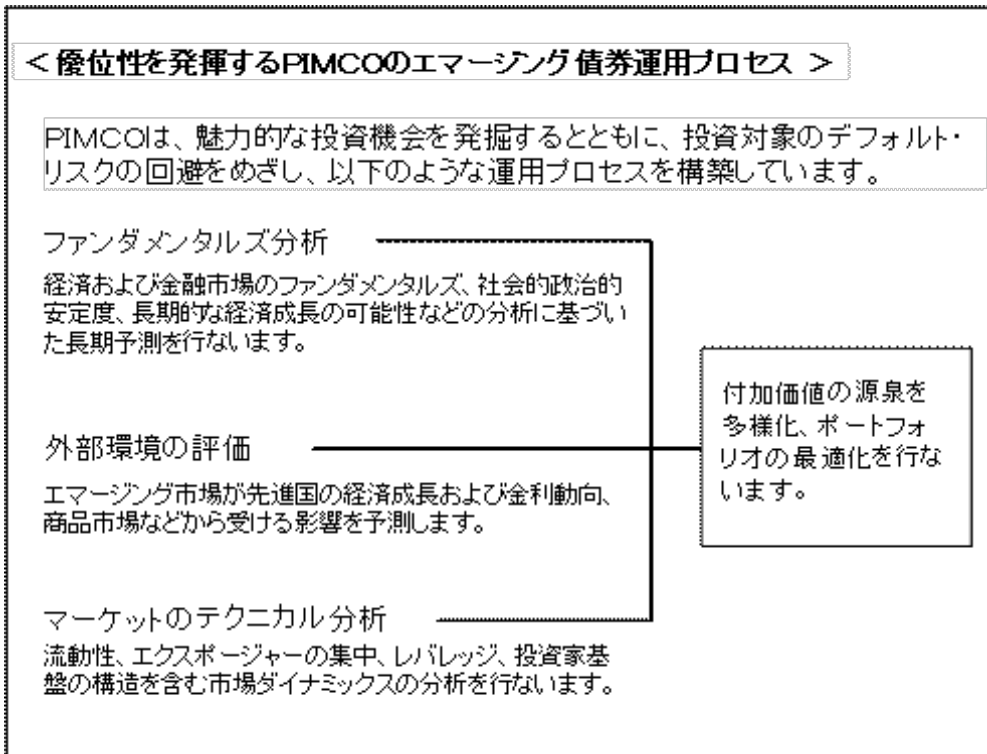 ＜優位性を発揮するPIMCOのエマージング債券運用プロセス ＞
PIMCOは、魅力的な投資機会を発掘するとともに、投資対象のデフォルト・
リスクの回避をめざし、以下のような運用プロセスを構築しています。
ファンダメンタルズ分析
経済および金融市場のファンダメンタルズ、社会的政治的
安定度、長期的な経済成長の可能性などの分析に基づい
た長期予測を行ないます。
外部環境の評価
エマージング市場が先進国の経済成長および金利動向、
商品市場などから受ける影響を予測します。
マーケットのテクニカル分析
流動性、エクスポージャーの集中、レバレッジ、投資家基
盤の構造を含む市場ダイナミックスの分析を行ないます。
付加価値の源泉を
多様化、ポートフォ
リオの最適化を行な
います。